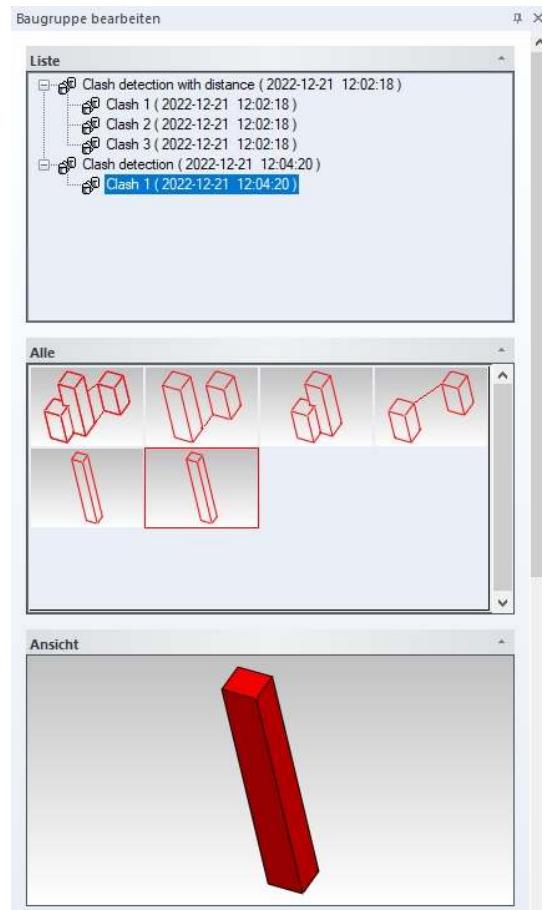 Baugruppe bearbeiten
Liste
Clash detection with distance ( 2022-12-21 12:02:18 )
Clash 1 ( 2022-12-21 12:02:18 )
Clash 2 ( 2022-12-21 12:02:18 )
Clash 3 ( 2022-12-21 12:02:18 )
Clash detection ( 2022-12-21 12:04:20 )
Clash 1 ( 2022-12-21 12:04:20 )
Alle
Ansicht